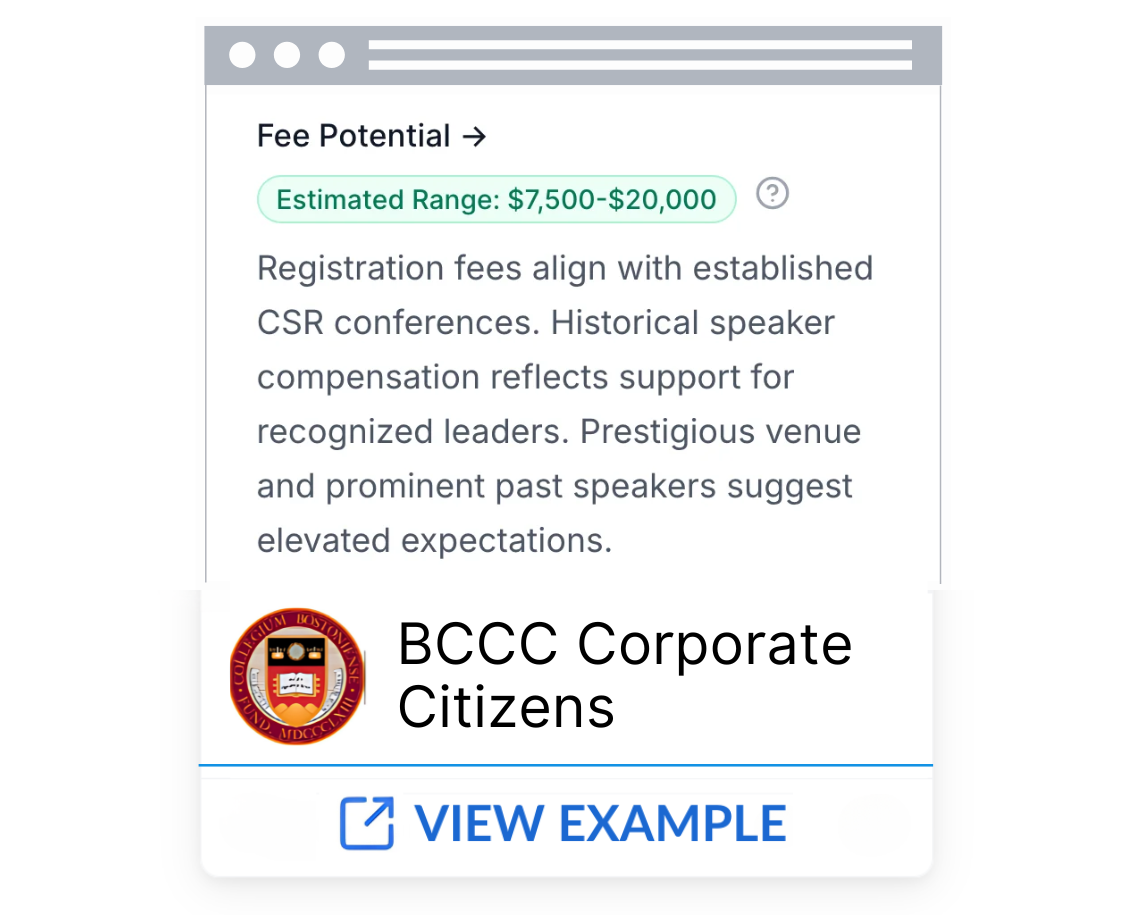 Fee Potential →
Estimated Range: $7,500-$20,000
?
Registration fees align with established
CSR conferences. Historical speaker
compensation reflects support for
recognized leaders. Prestigious venue
and prominent past speakers suggest
elevated expectations.
COLLEGIUM BOSTONIENSE
FUND. MDCCCLXIII
BCCC Corporate
Citizens
VIEW EXAMPLE